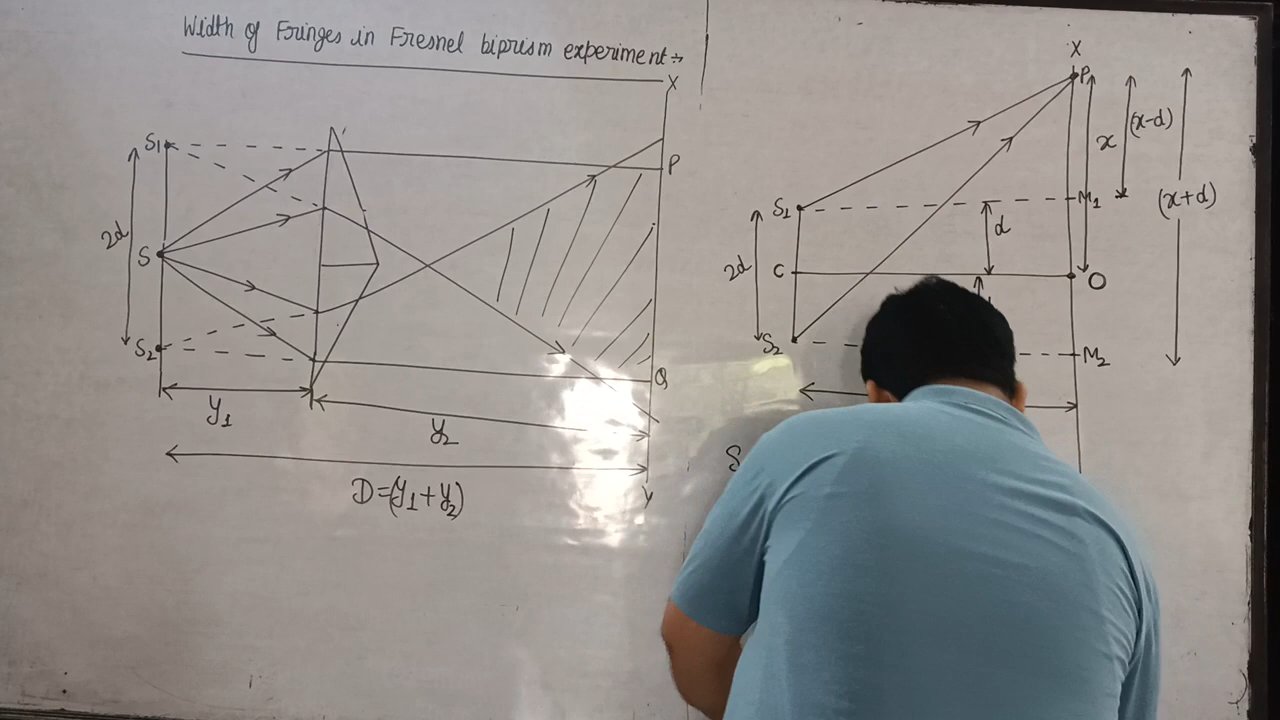 Width of Fringes in Fresnel biprism experiment :-
X
S1
P
2d
S
S2
Q
y1
y2
D=(y1+y2)
Y
X
P
(x-d)
x
(x+d)
S1
M1
d
2d
C
O
S2
M2
S